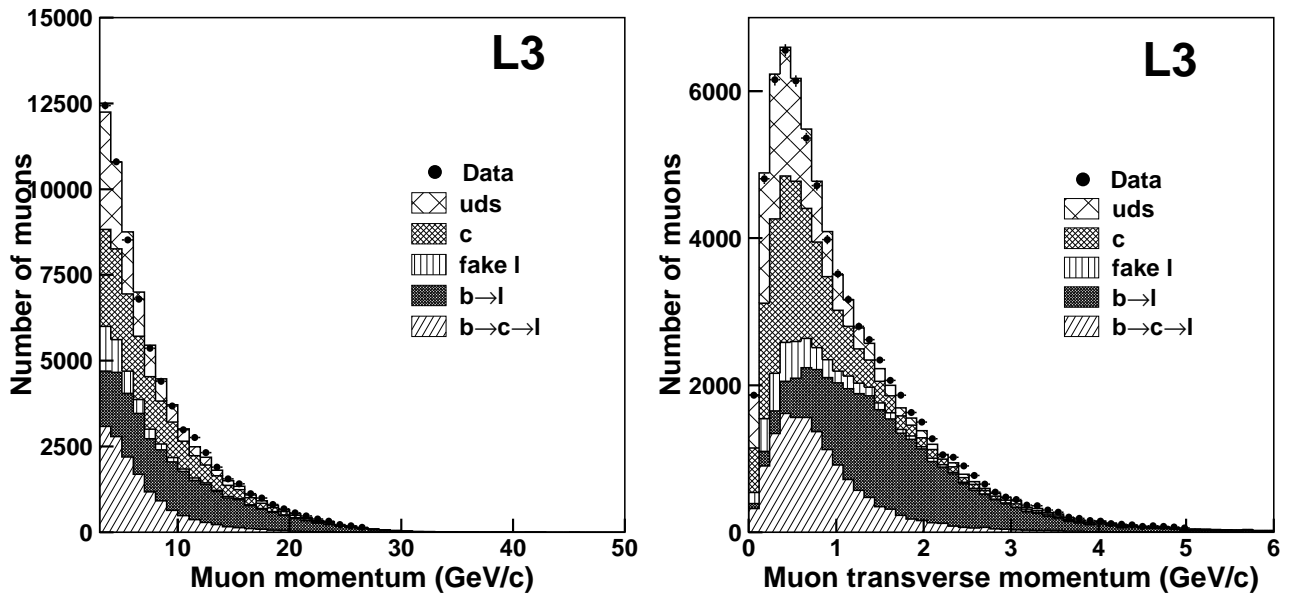 L3
Number of muons
15000
12500
10000
7500
5000
2500
0
Data
uds
c
fake l
b→l
b→c→l
10
20
30
40
50
Muon momentum (GeV/c)
L3
Number of muons
6000
4000
2000
0
Data
uds
c
fake l
b→l
b→c→l
0
1
2
3
4
5
6
Muon transverse momentum (GeV/c)